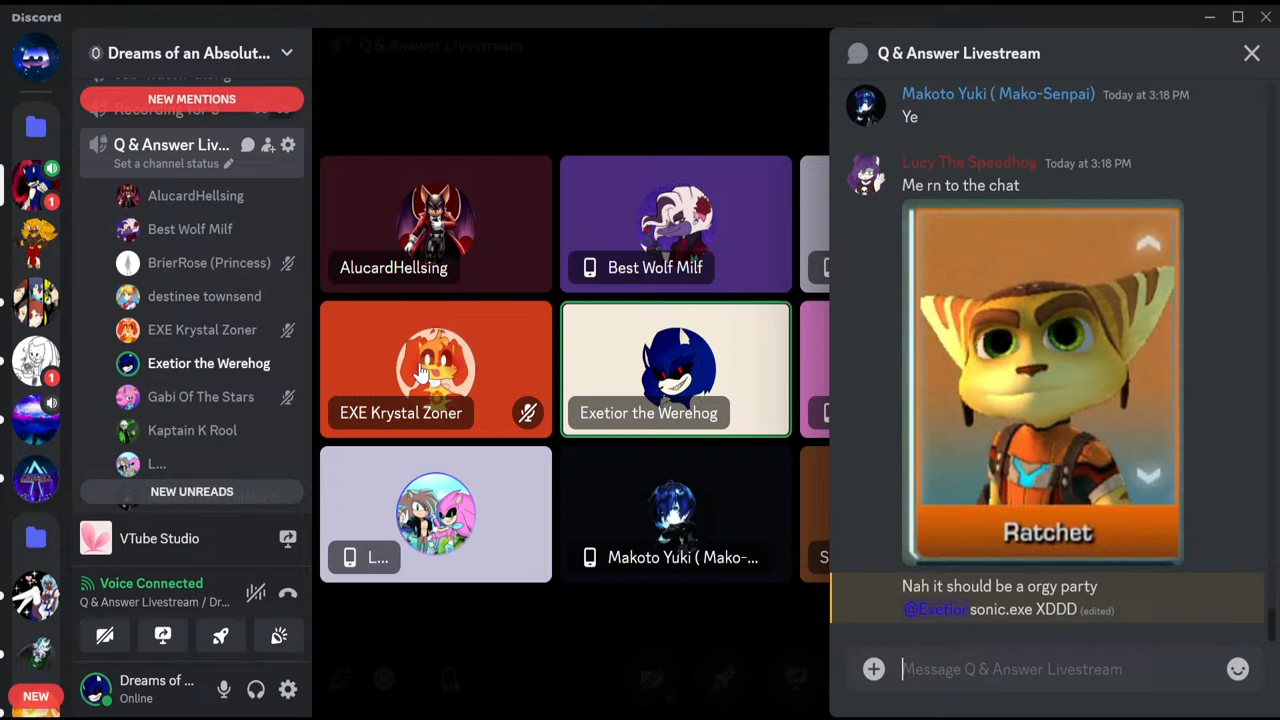 Discord
Dreams of an Absolut...
NEW MENTIONS
Q & Answer Liv...
Set a channel status
AlucardHellsing
Best Wolf Milf
BrierRose (Princess)
destinee townsend
EXE Krystal Zoner
Exetior the Werehog
Gabi Of The Stars
Kaptain K Rool
L...
NEW UNREADS
VTube Studio
Voice Connected
Q & Answer Livestream / Dr...
Dreams of ...
Online
NEW
1
1
Q & Answer Livestream
AlucardHellsing
Best Wolf Milf
EXE Krystal Zoner
Exetior the Werehog
L...
Makoto Yuki ( Mako-...
S
Q & Answer Livestream
Makoto Yuki ( Mako-Senpai) Today at 3:18 PM
Ye
Lucy The Speedhog Today at 3:18 PM
Me rn to the chat
Ratchet
Nah it should be a orgy party
@Exetior sonic.exe XDDD (edited)
Message Q & Answer Livestream